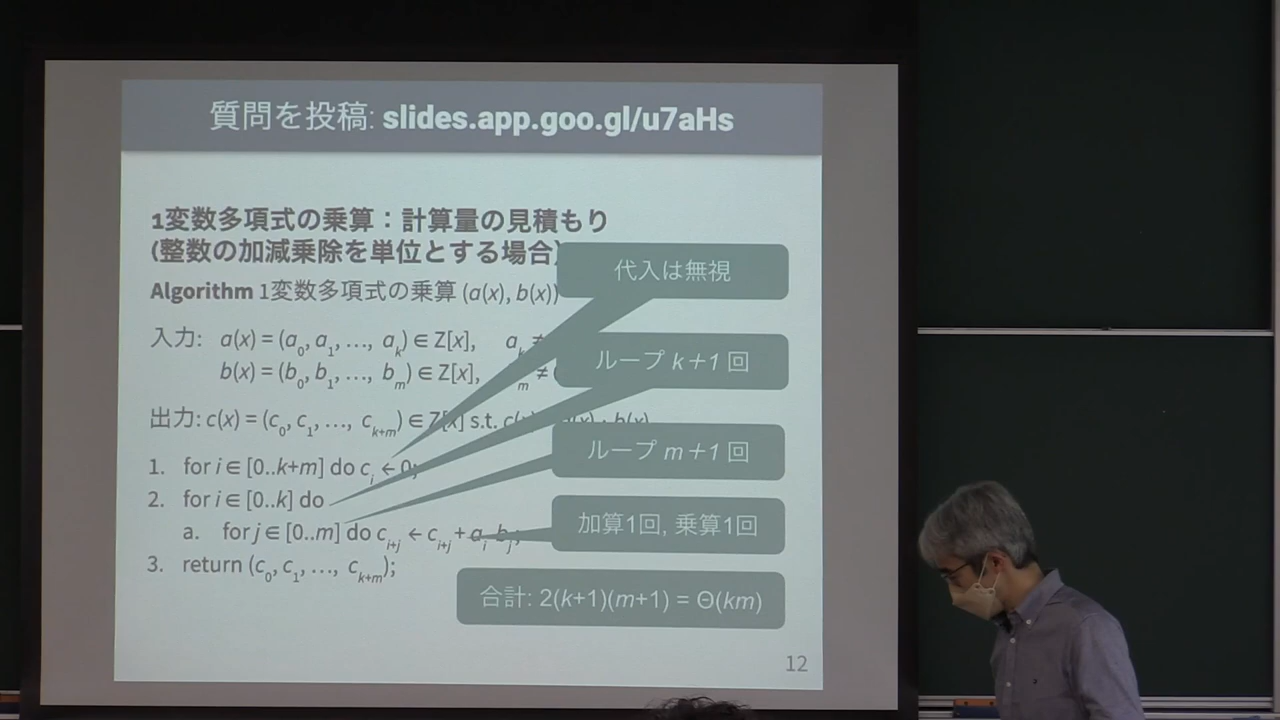 質問を投稿: slides.app.goo.gl/u7aHs
1変数多項式の乗算：計算量の見積もり
(整数の加減乗除を単位とする場合)
代入は無視
Algorithm 1変数多項式の乗算 (a(x), b(x))
入力: a(x) = (a0, a1, …, ak) ∈ Z[x], ak ≠
ループ k＋1 回
b(x) = (b0, b1, …, bm) ∈ Z[x], m ≠
出力: c(x) = (c0, c1, …, ck+m) ∈ Z[x] s.t. c(x) a(x) · b(x)
ループ m＋1 回
1. for i ∈ [0..k+m] do ci ← 0;
2. for i ∈ [0..k] do
a. for j ∈ [0..m] do ci+j ← ci+j + ai bj;
加算1回, 乗算1回
3. return (c0, c1, …, ck+m);
合計: 2(k+1)(m+1) = Θ(km)
12